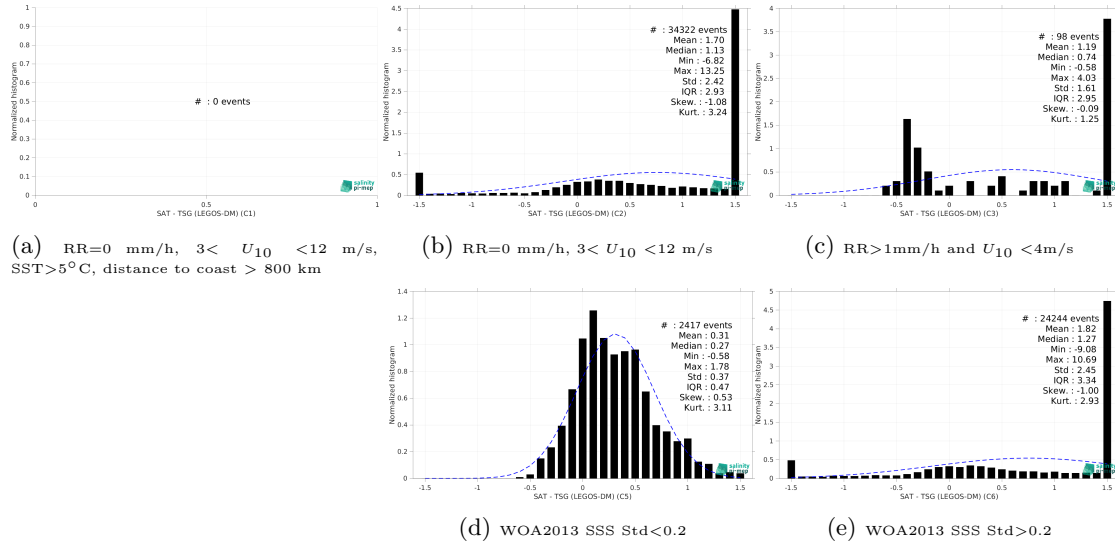 1
0.9
0.8
0.7
0.6
0.5
0.4
0.3
0.2
0.1
0
Normalized histogram
# : 0 events
salinity
pi-mep
0
0.5
1
SAT - TSG (LEGOS-DM) (C1)
(a) RR=0 mm/h, 3< U10 <12 m/s,
SST>5°C, distance to coast > 800 km
4.5
4
3.5
3
2.5
2
1.5
1
0.5
0
Normalized histogram
# : 34322 events
Mean : 1.70
Median : 1.13
Min : -6.82
Max : 13.25
Std : 2.42
IQR : 2.93
Skew. : -1.08
Kurt. : 3.24
salinity
pi-mep
-1.5
-1
-0.5
0
0.5
1
1.5
SAT - TSG (LEGOS-DM) (C2)
(b) RR=0 mm/h, 3< U10 <12 m/s
4
3.5
3
2.5
2
1.5
1
0.5
0
Normalized histogram
# : 98 events
Mean : 1.19
Median : 0.74
Min : -0.58
Max : 4.03
Std : 1.61
IQR : 2.95
Skew. : -0.09
Kurt. : 1.25
-1.5
-1
-0.5
0
0.5
1
1.5
SAT - TSG (LEGOS-DM) (C3)
(c) RR>1mm/h and U10 <4m/s
1.4
1.2
1
0.8
0.6
0.4
0.2
0
Normalized histogram
# : 2417 events
Mean : 0.31
Median : 0.27
Min : -0.58
Max : 1.78
Std : 0.37
IQR : 0.47
Skew. : 0.53
Kurt. : 3.11
salinity
pi-mep
-1.5
-1
-0.5
0
0.5
1
1.5
SAT - TSG (LEGOS-DM) (C5)
(d) WOA2013 SSS Std<0.2
5
4.5
4
3.5
3
2.5
2
1.5
1
0.5
0
Normalized histogram
# : 24244 events
Mean : 1.82
Median : 1.27
Min : -9.08
Max : 10.69
Std : 2.45
IQR : 3.34
Skew. : -1.00
Kurt. : 2.93
-1.5
-1
-0.5
0
0.5
1
1.5
SAT - TSG (LEGOS-DM) (C6)
(e) WOA2013 SSS Std>0.2